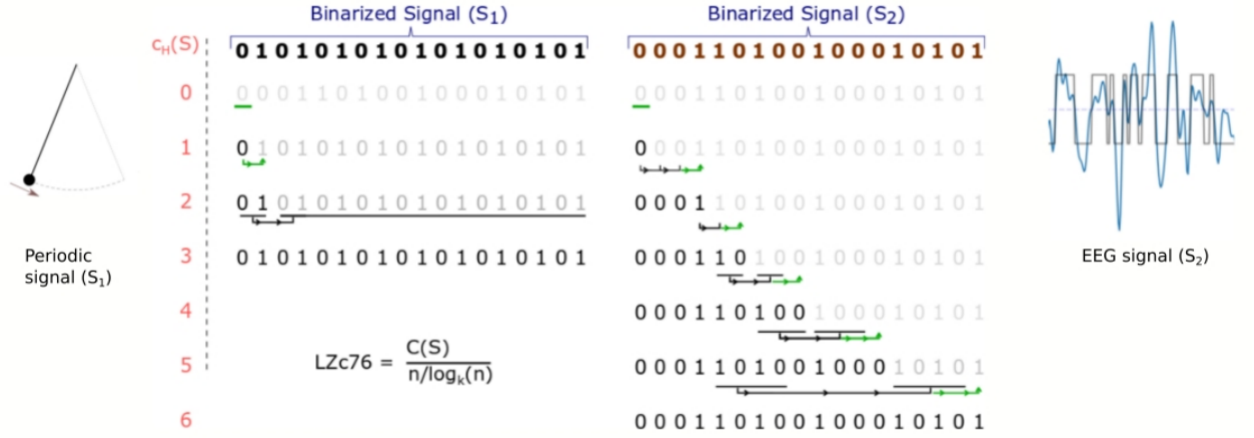 Binarized Signal (S₁) Binarized Signal (S₂)
c_H(S) 0 1 0 1 0 1 0 1 0 1 0 1 0 1 0 1 0 1 0 0 0 1 1 0 1 0 0 1 0 0 0 1 0 1 0 1
0 0 0 0 1 1 0 1 0 0 1 0 0 0 1 0 1 0 1 0 0 0 1 1 0 1 0 0 1 0 0 0 1 0 1 0 1
1 0 1 0 1 0 1 0 1 0 1 0 1 0 1 0 1 0 1 0 0 0 1 1 0 1 0 0 1 0 0 0 1 0 1 0 1
2 0 1 0 1 0 1 0 1 0 1 0 1 0 1 0 1 0 1 0 0 0 1 1 0 1 0 0 1 0 0 0 1 0 1 0 1
3 0 1 0 1 0 1 0 1 0 1 0 1 0 1 0 1 0 1 0 0 0 1 1 0 1 0 0 1 0 0 0 1 0 1 0 1
Periodic
signal (S₁)
EEG signal (S₂)
4 0 0 0 1 1 0 1 0 0 1 0 0 0 1 0 1 0 1
LZc76 = C(S) / n/log_k(n)
5 0 0 0 1 1 0 1 0 0 1 0 0 0 1 0 1 0 1
6 0 0 0 1 1 0 1 0 0 1 0 0 0 1 0 1 0 1